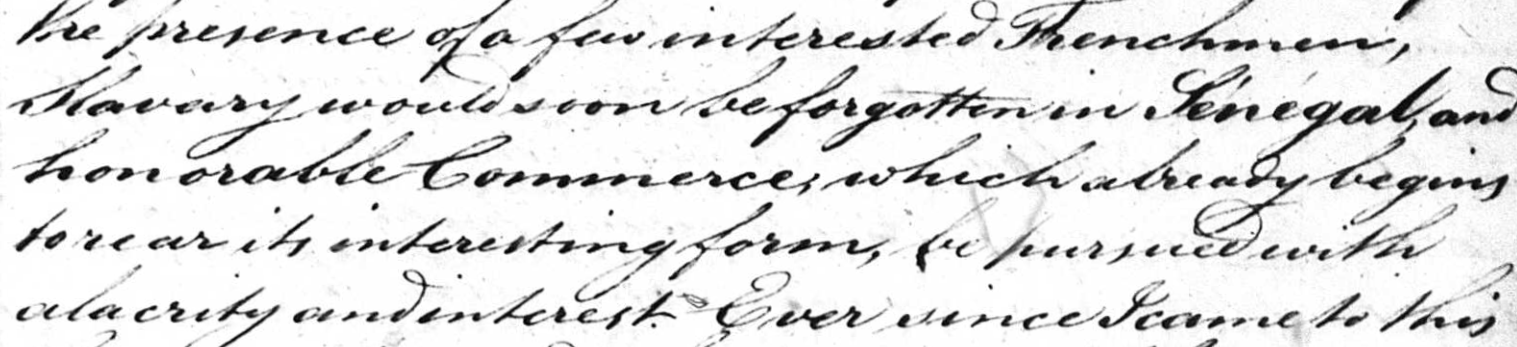 the presence of a few interested Frenchmen,
Slavery would soon be forgotten in Sénégal, and
honorable Commerce, which already begins
to rear its interesting form, be pursued with
alacrity and interest. Ever since I came to this